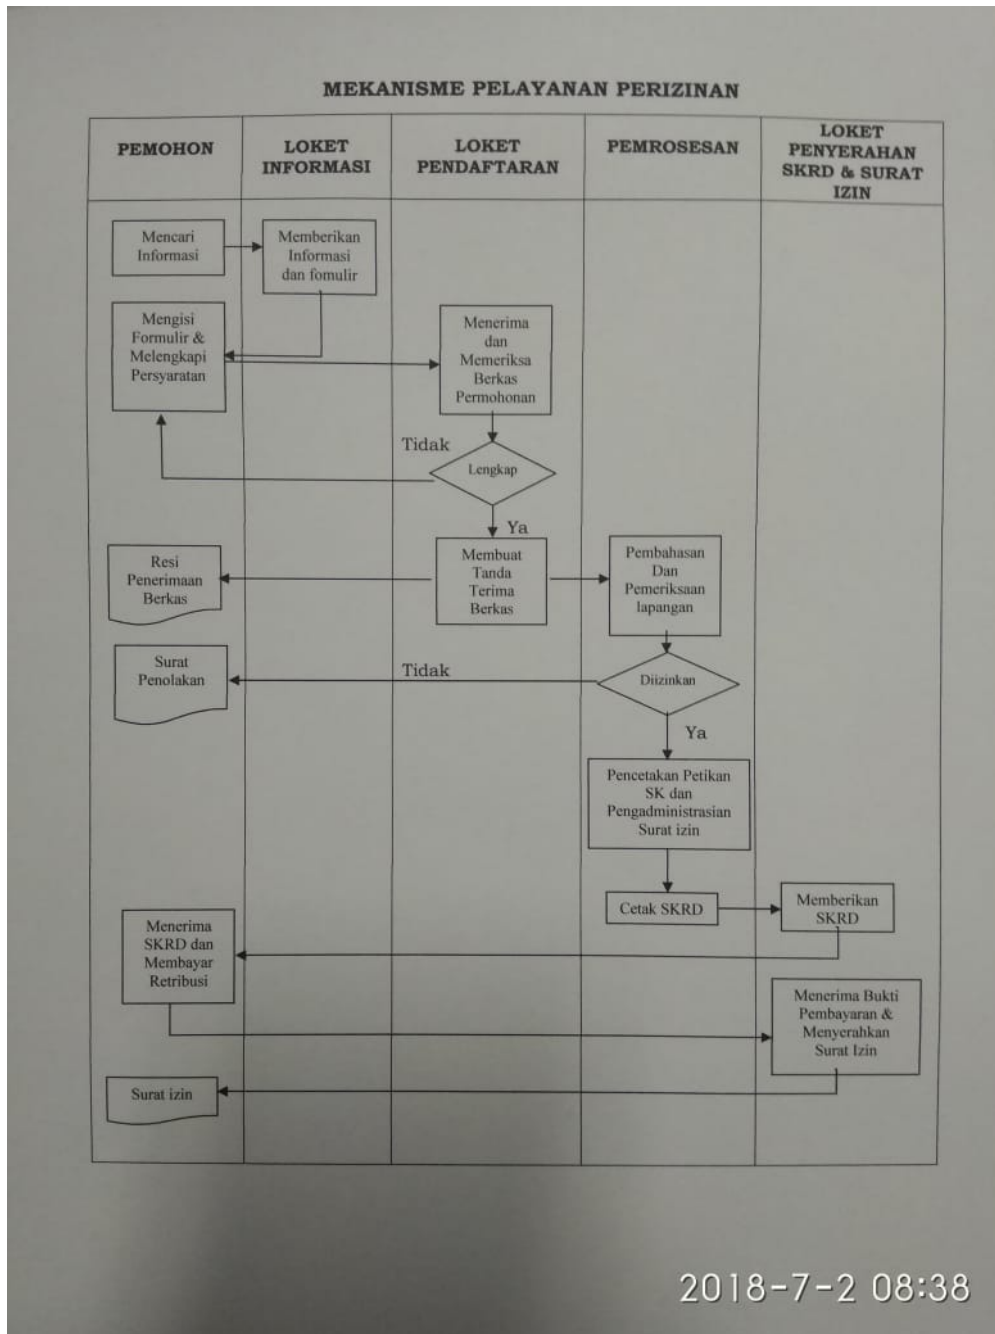 MEKANISME PELAYANAN PERIZINAN
PEMOHON
LOKET
INFORMASI
LOKET
PENDAFTARAN
PEMROSESAN
LOKET
PENYERAHAN
SKRD & SURAT
IZIN
Mencari
Informasi
Memberikan
Informasi
dan fomulir
Mengisi
Formulir &
Melengkapi
Persyaratan
Menerima
dan
Memeriksa
Berkas
Permohonan
Tidak
Lengkap
Ya
Resi
Penerimaan
Berkas
Membuat
Tanda
Terima
Berkas
Pembahasan
Dan
Pemeriksaan
lapangan
Surat
Penolakan
Tidak
Diizinkan
Ya
Pencetakan Petikan
SK dan
Pengadministrasian
Surat izin
Cetak SKRD
Memberikan
SKRD
Menerima
SKRD dan
Membayar
Retribusi
Menerima Bukti
Pembayaran &
Menyerahkan
Surat Izin
Surat izin
2018-7-2 08:38